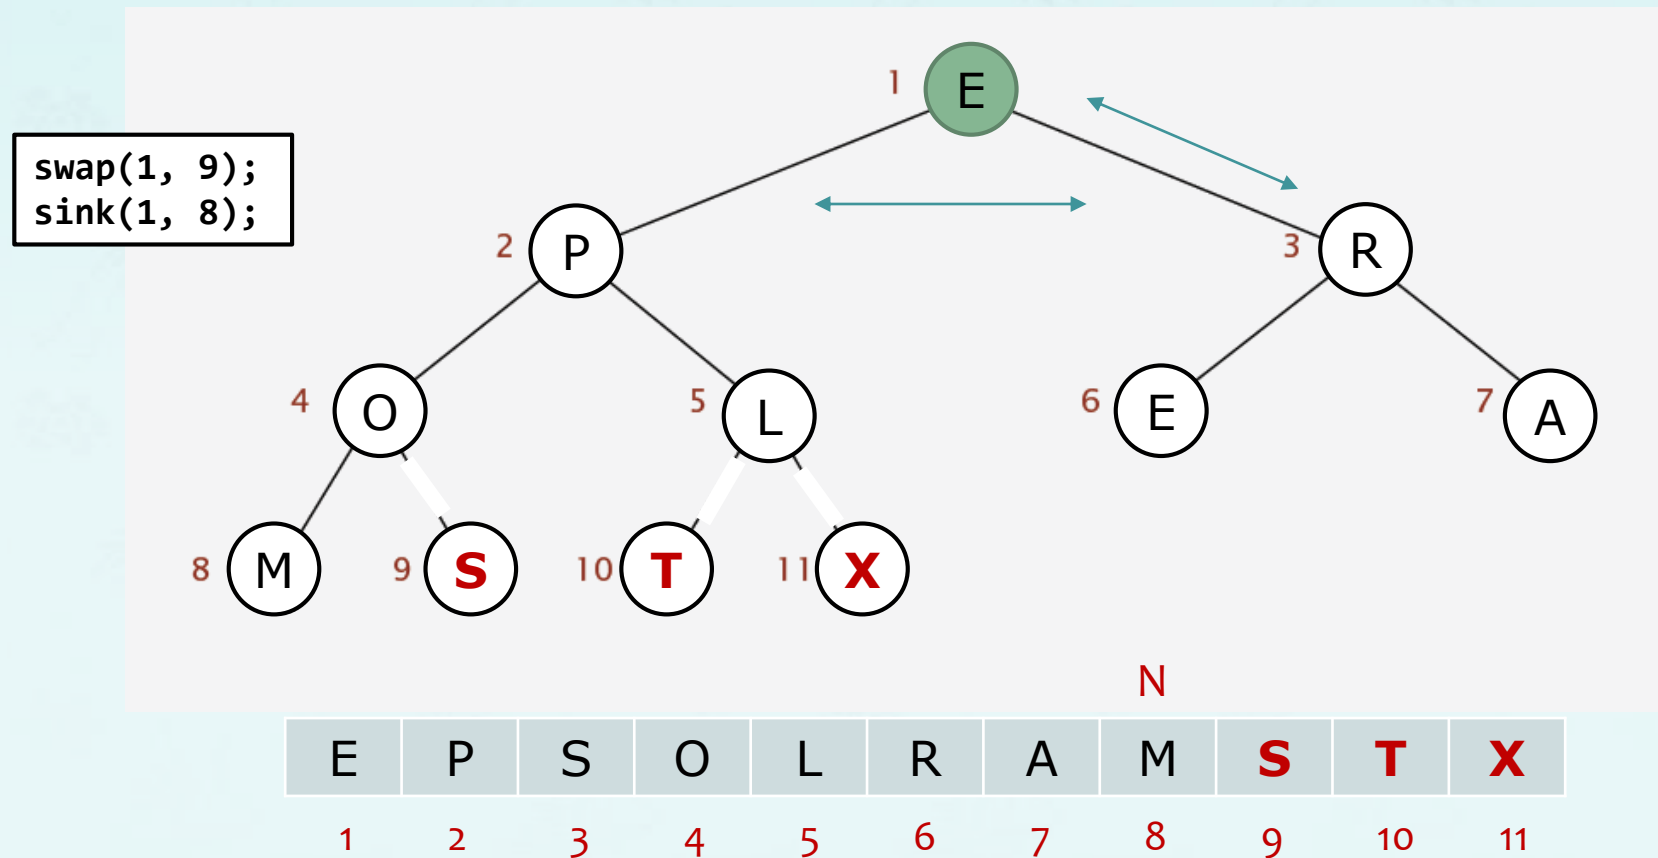 1 E
swap(1, 9);
sink(1, 8);
2 P 3 R
4 O 5 L 6 E 7 A
8 M 9 S 10 T 11 X
N
E P S O L R A M S T X
1 2 3 4 5 6 7 8 9 10 11